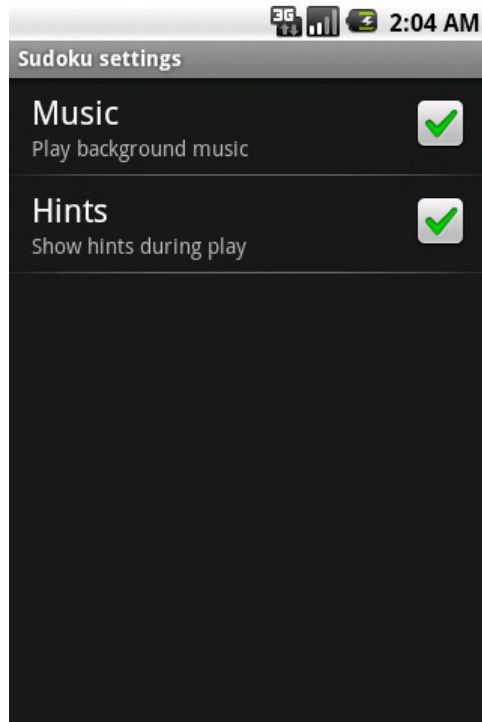 3G 2:04 AM
Sudoku settings
Music
Play background music
Hints
Show hints during play